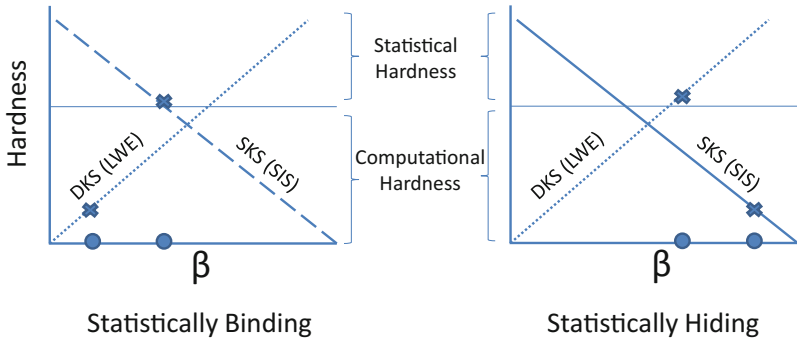 Hardness
DKS (LWE)
SKS (SIS)
β
Statistically Binding
Statistical
Hardness
Computational
Hardness
DKS (LWE)
SKS (SIS)
β
Statistically Hiding